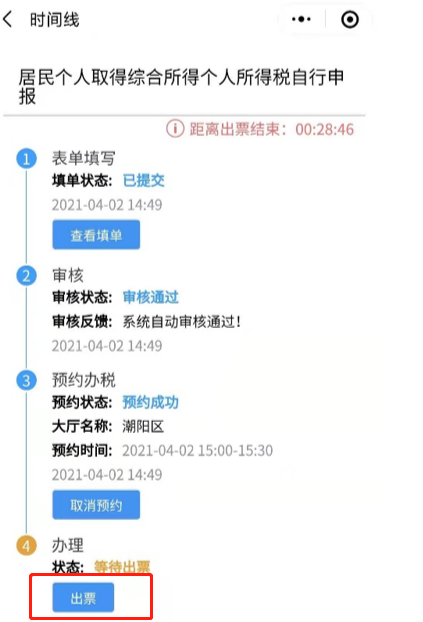 时间线
居民个人取得综合所得个人所得税自行申
报
距离出票结束：00:28:46
1 表单填写
填单状态：已提交
2021-04-02 14:49
查看填单
2 审核
审核状态：审核通过
审核反馈：系统自动审核通过！
2021-04-02 14:49
3 预约办税
预约状态：预约成功
大厅名称：潮阳区
预约时间：2021-04-02 15:00-15:30
2021-04-02 14:49
取消预约
4 办理
状态：等待出票
出票